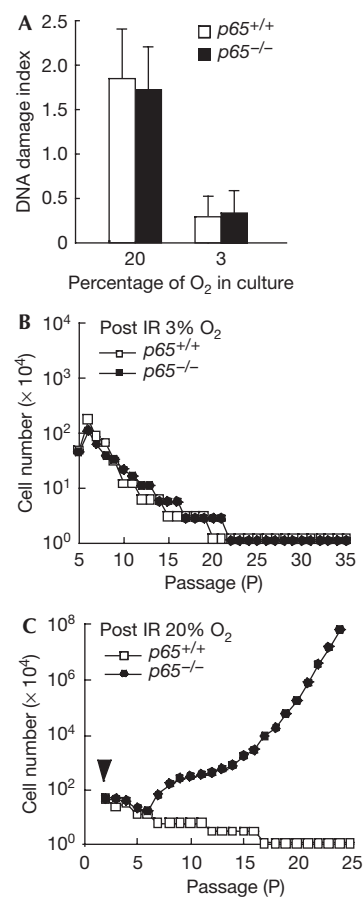 A
DNA damage index
2.5
2.0
1.5
1.0
0.5
0
p65+/+
p65−/−
20
3
Percentage of O2 in culture
B
Cell number (× 10^4)
10^4
10^3
10^2
10^1
10^0
Post IR 3% O2
p65+/+
p65−/−
5 10 15 20 25 30 35
Passage (P)
C
Cell number (× 10^4)
10^8
10^6
10^4
10^2
10^0
Post IR 20% O2
p65+/+
p65−/−
0 5 10 15 20 25
Passage (P)